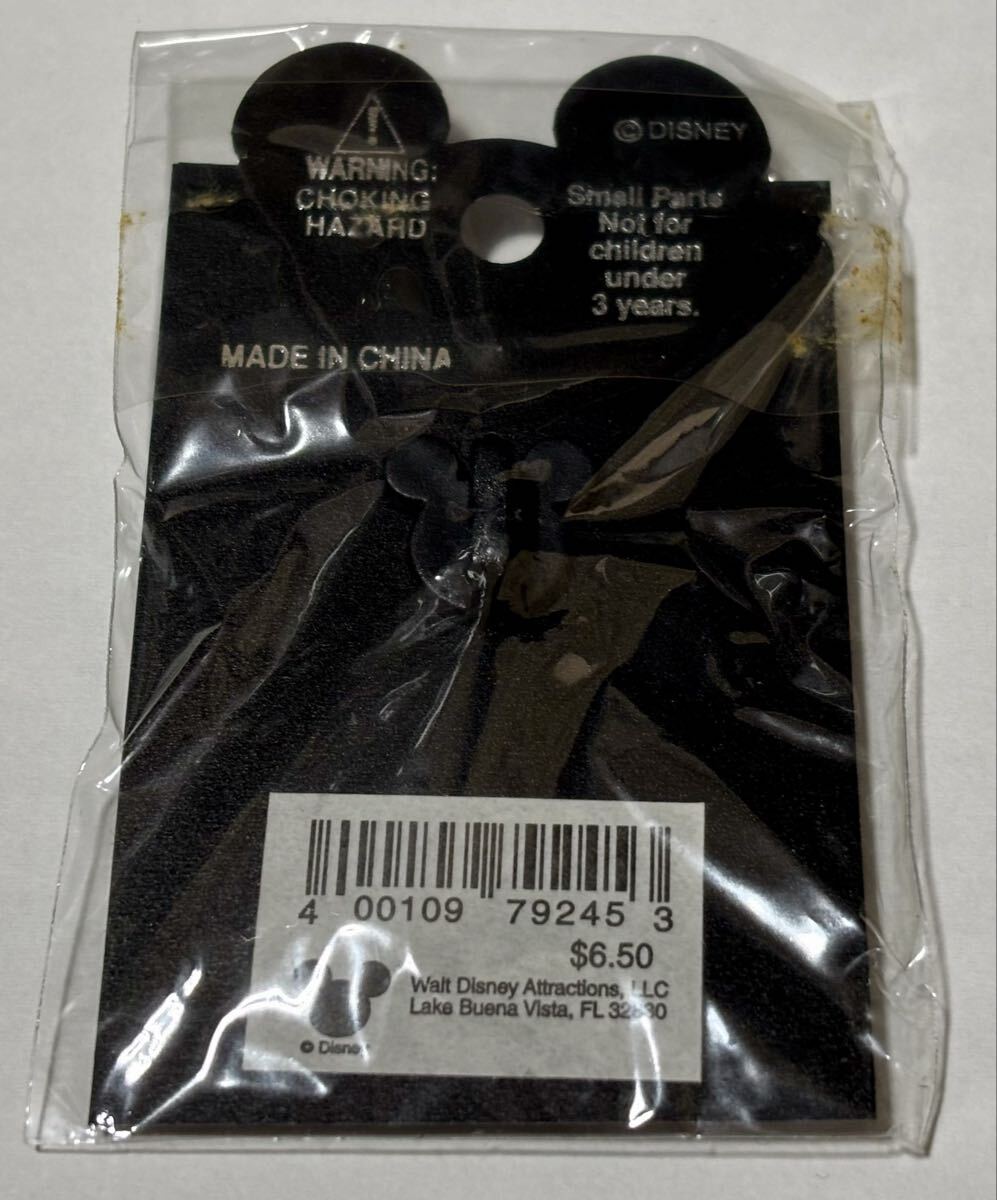 WARNING:
CHOKING
HAZARD
© DISNEY
Small Parts
Not for
children
under
3 years.
MADE IN CHINA
4 00109 79245 3
$6.50
Walt Disney Attractions, LLC
Lake Buena Vista, FL 32830
© Disney